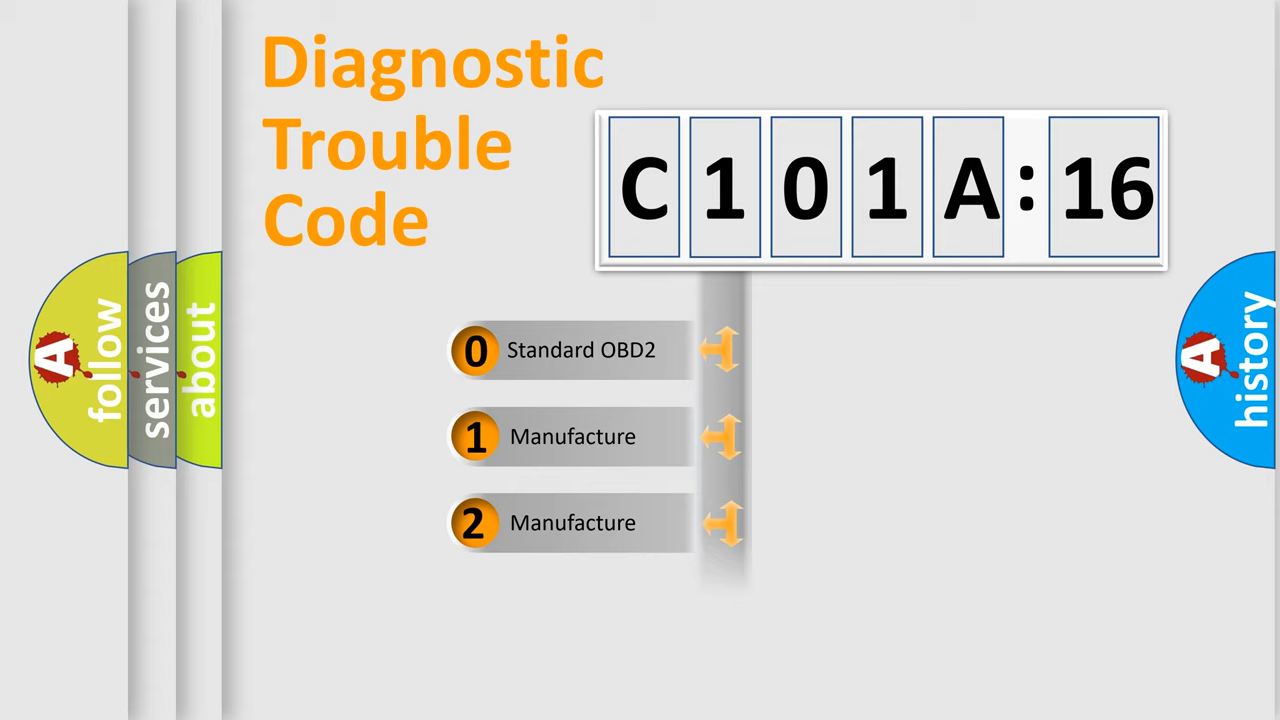 Diagnostic
Trouble
Code
C 1 0 1 A : 16
0 Standard OBD2
1 Manufacture
2 Manufacture
A follow
services
about
A history